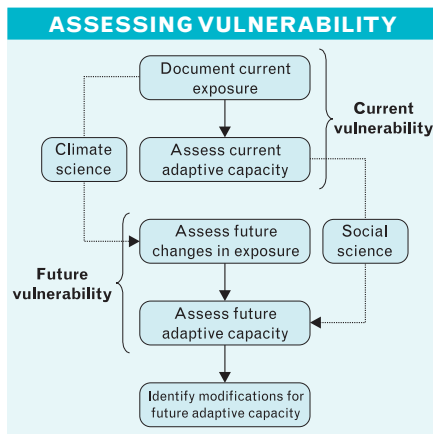 ASSESSING VULNERABILITY
Document current
exposure
Current
vulnerability
Climate
science
Assess current
adaptive capacity
Assess future
changes in exposure
Social
science
Future
vulnerability
Assess future
adaptive capacity
Identify modifications for
future adaptive capacity